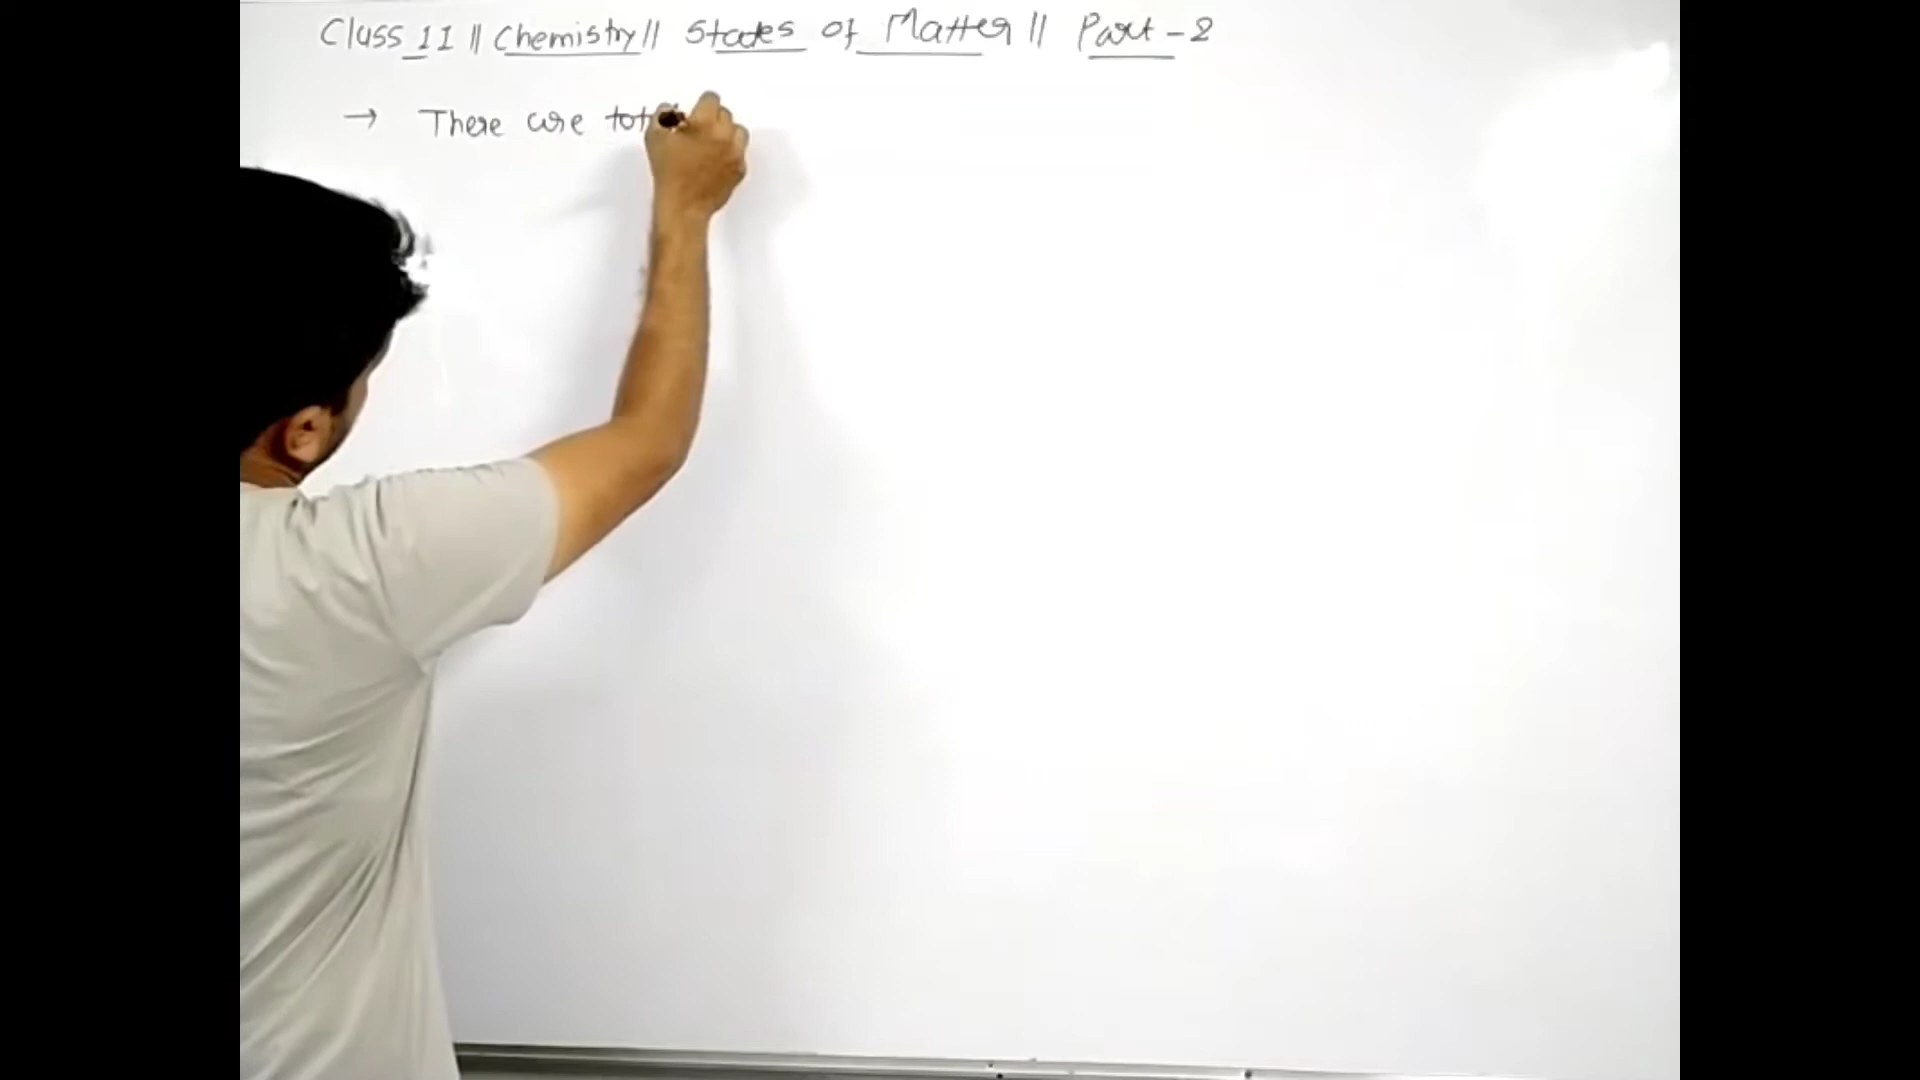 Class 11 || Chemistry || States of Matter || Part - 2
→ There are tot